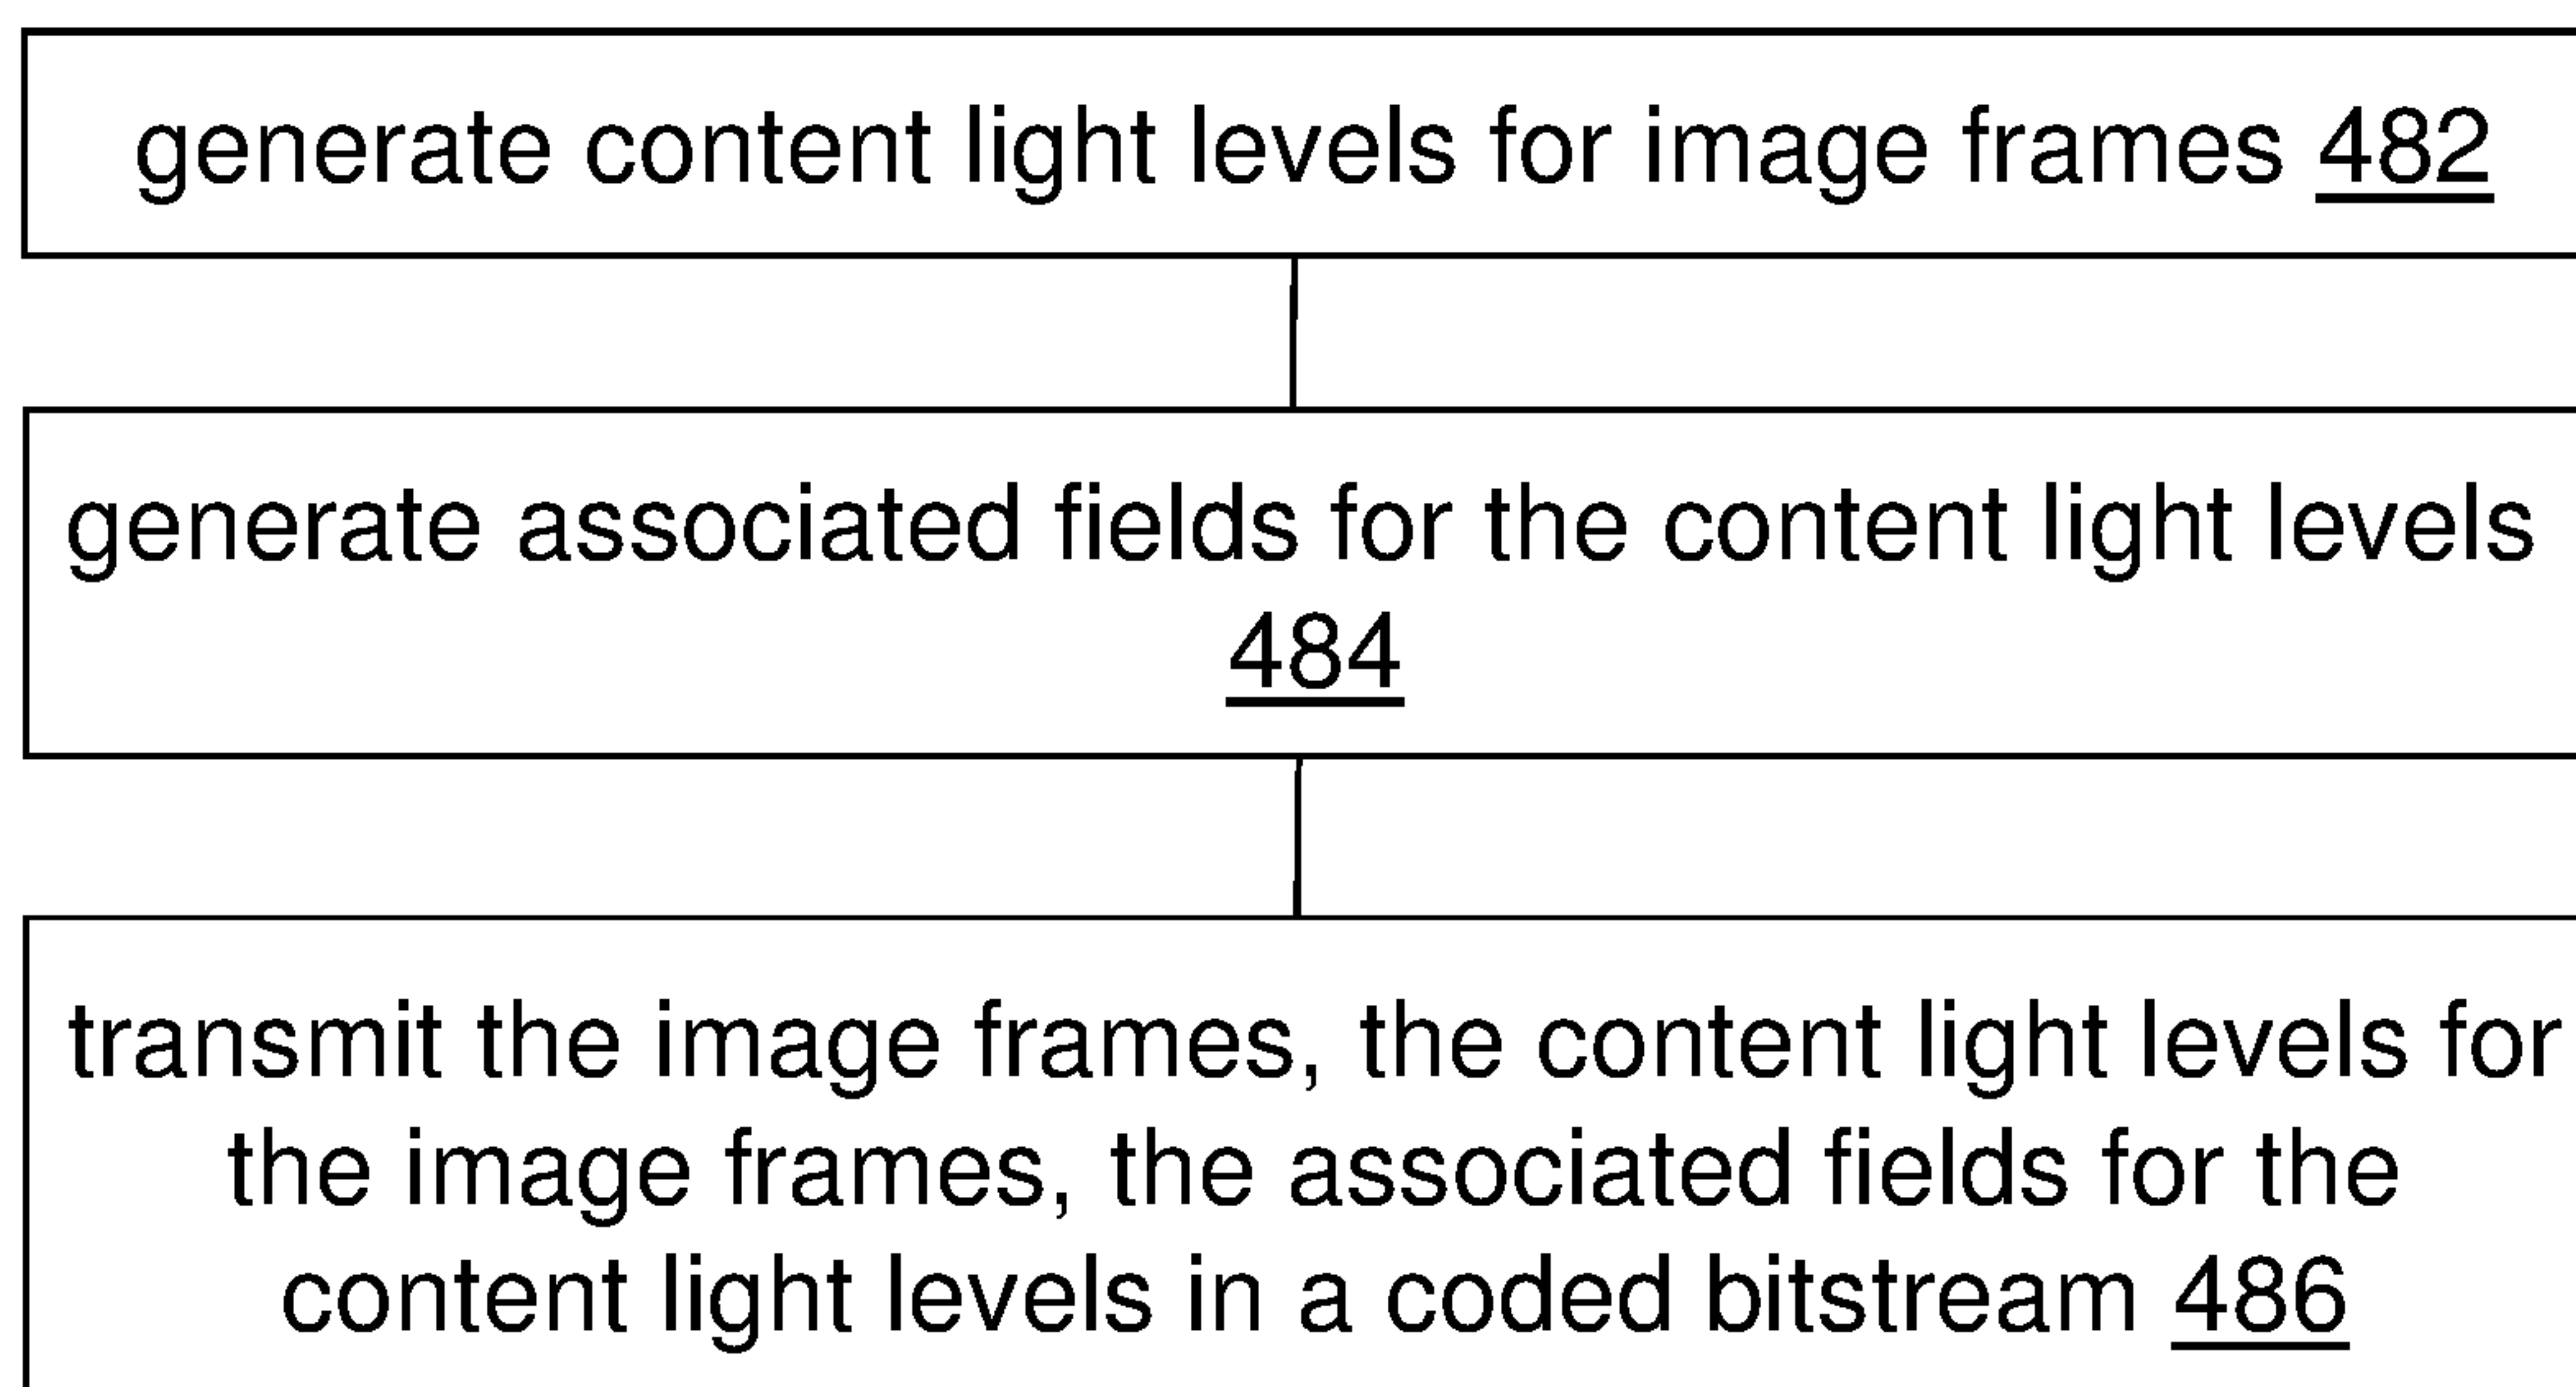 generate content light levels for image frames 482
generate associated fields for the content light levels
484
transmit the image frames, the content light levels for
the image frames, the associated fields for the
content light levels in a coded bitstream 486